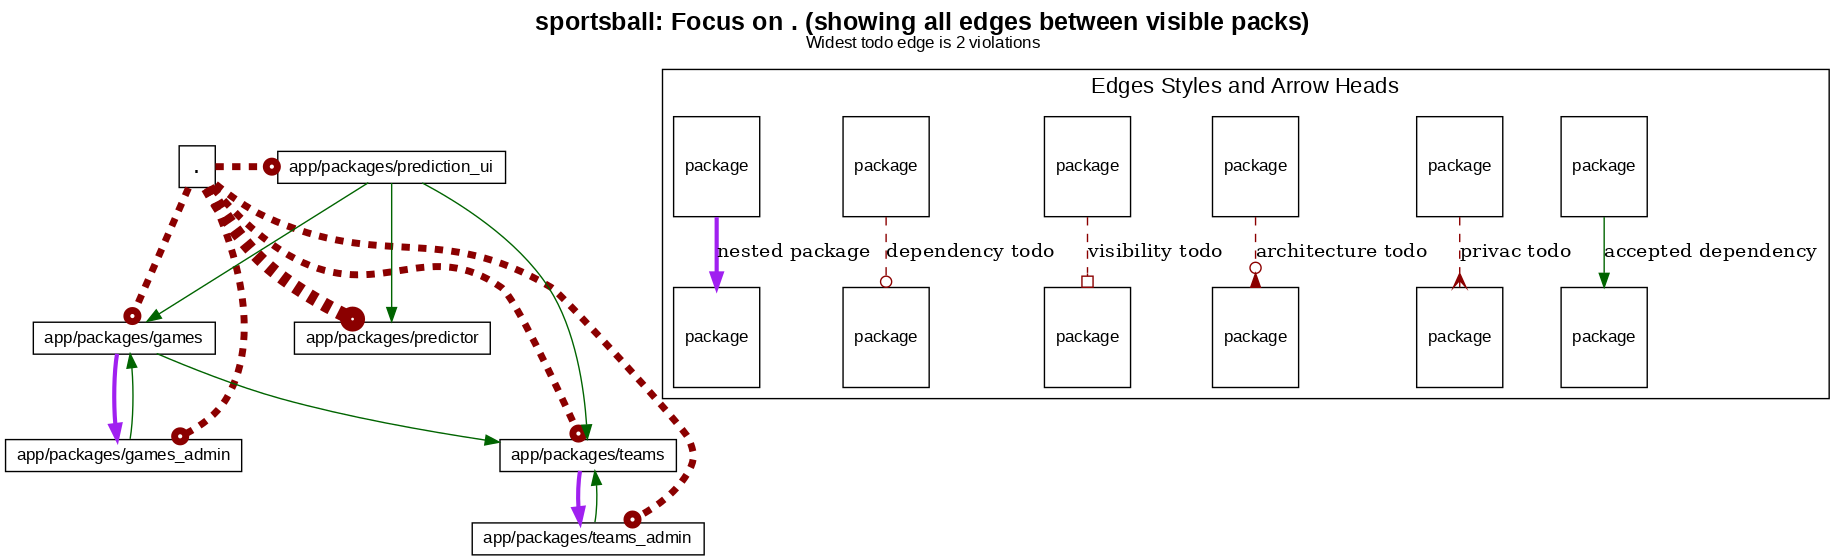 sportsball: Focus on . (showing all edges between visible packs)
Widest todo edge is 2 violations
Edges Styles and Arrow Heads
package package package package package package
nested package dependency todo visibility todo architecture todo privac todo accepted dependency
package package package package package package
.
app/packages/prediction_ui
app/packages/games
app/packages/predictor
app/packages/games_admin
app/packages/teams
app/packages/teams_admin